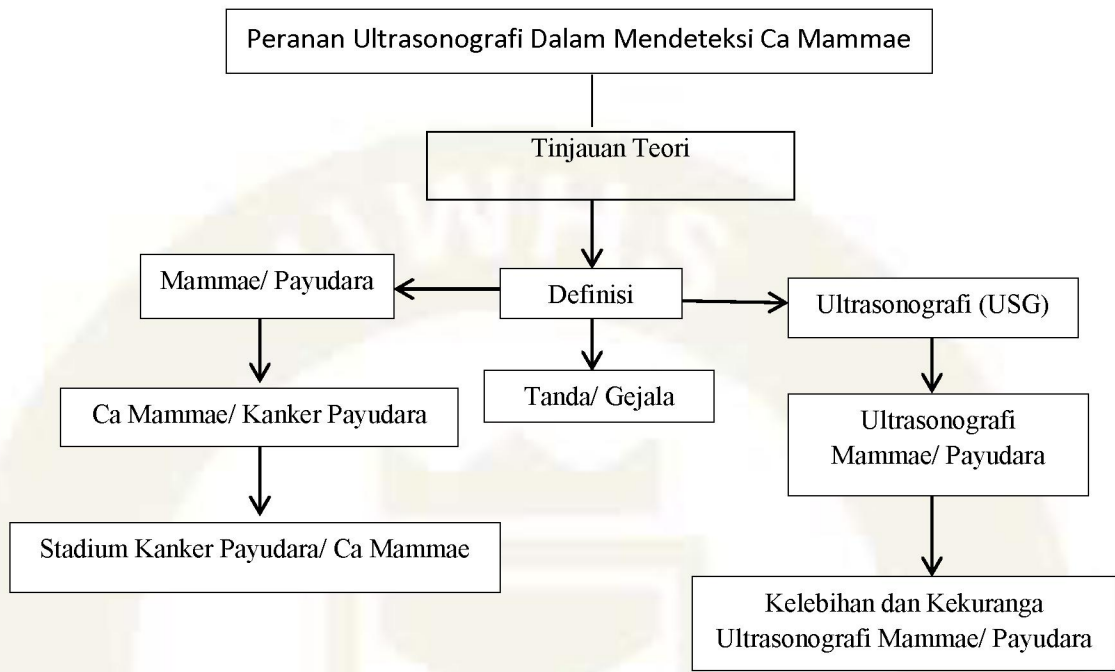 Peranan Ultrasonografi Dalam Mendeteksi Ca Mammae
Tinjauan Teori
Mammae/ Payudara
Definisi
Ultrasonografi (USG)
Ca Mammae/ Kanker Payudara
Tanda/ Gejala
Ultrasonografi
Mammae/ Payudara
Stadium Kanker Payudara/ Ca Mammae
Kelebihan dan Kekuranga
Ultrasonografi Mammae/ Payudara